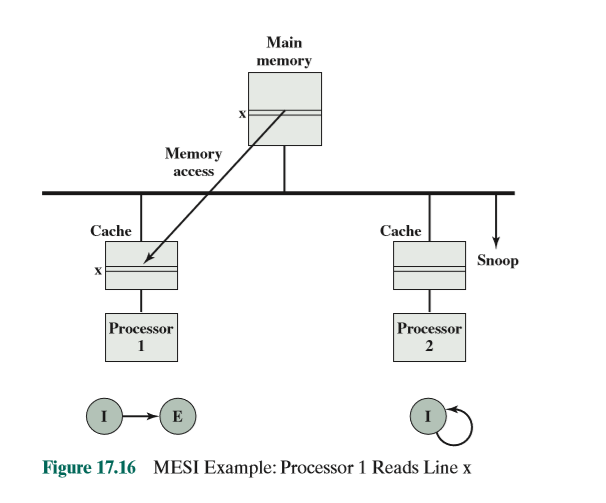 Main
memory
x
Memory
access
Cache
Cache
Snoop
x
Processor
1
Processor
2
I
E
I
Figure 17.16 MESI Example: Processor 1 Reads Line x